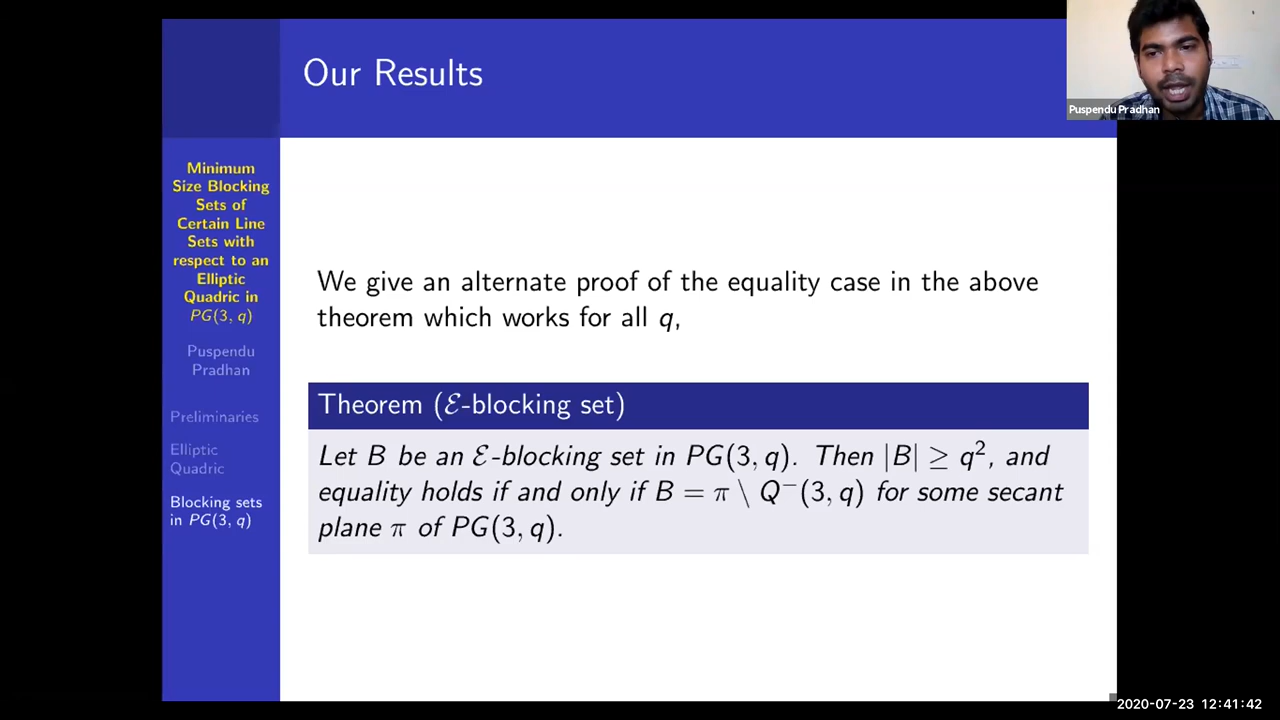 Our Results
Puspendu Pradhan
Minimum
Size Blocking
Sets of
Certain Line
Sets with
respect to an
Elliptic
Quadric in
PG(3, q)
Puspendu
Pradhan
Preliminaries
Elliptic
Quadric
Blocking sets
in PG(3, q)
We give an alternate proof of the equality case in the above
theorem which works for all q,
Theorem (ℰ-blocking set)
Let B be an ℰ-blocking set in PG(3, q). Then |B| ≥ q², and
equality holds if and only if B = π \ Q⁻(3, q) for some secant
plane π of PG(3, q).
2020-07-23 12:41:42